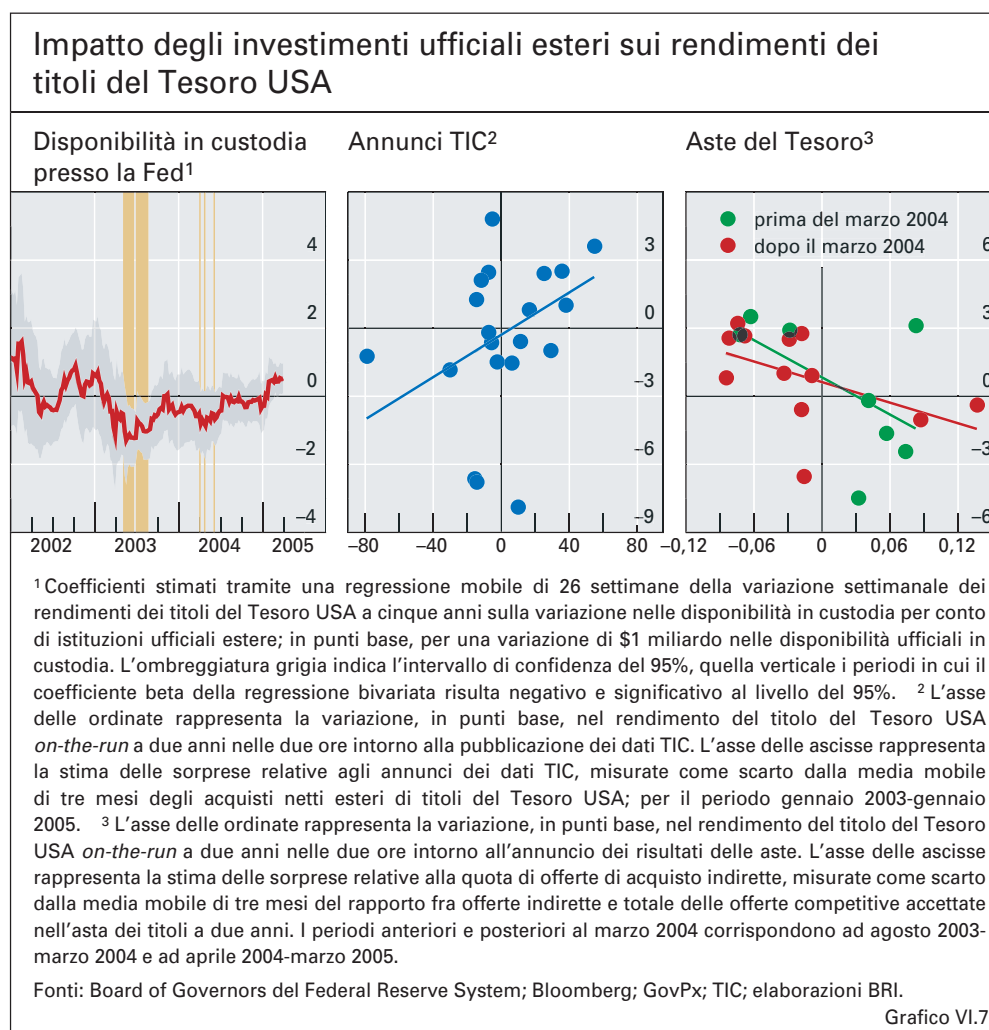 Impatto degli investimenti ufficiali esteri sui rendimenti dei
titoli del Tesoro USA
Disponibilità in custodia
presso la Fed¹
4
2
0
–2
–4
2002 2003 2004 2005
Annunci TIC²
3
0
–3
–6
–9
–80 –40 0 40 80
Aste del Tesoro³
prima del marzo 2004
dopo il marzo 2004
6
3
0
–3
–6
–0,12 –0,06 0 0,06 0,12
¹ Coefficienti stimati tramite una regressione mobile di 26 settimane della variazione settimanale dei
rendimenti dei titoli del Tesoro USA a cinque anni sulla variazione nelle disponibilità in custodia per conto
di istituzioni ufficiali estere; in punti base, per una variazione di $1 miliardo nelle disponibilità ufficiali in
custodia. L'ombreggiatura grigia indica l'intervallo di confidenza del 95%, quella verticale i periodi in cui il
coefficiente beta della regressione bivariata risulta negativo e significativo al livello del 95%. ² L'asse
delle ordinate rappresenta la variazione, in punti base, nel rendimento del titolo del Tesoro USA
on-the-run a due anni nelle due ore intorno alla pubblicazione dei dati TIC. L'asse delle ascisse rappresenta
la stima delle sorprese relative agli annunci dei dati TIC, misurate come scarto dalla media mobile
di tre mesi degli acquisti netti esteri di titoli del Tesoro USA; per il periodo gennaio 2003-gennaio
2005. ³ L'asse delle ordinate rappresenta la variazione, in punti base, nel rendimento del titolo del Tesoro
USA on-the-run a due anni nelle due ore intorno all'annuncio dei risultati delle aste. L'asse delle ascisse
rappresenta la stima delle sorprese relative alla quota di offerte di acquisto indirette, misurate come scarto
dalla media mobile di tre mesi del rapporto fra offerte indirette e totale delle offerte competitive accettate
nell'asta dei titoli a due anni. I periodi anteriori e posteriori al marzo 2004 corrispondono ad agosto 2003-
marzo 2004 e ad aprile 2004-marzo 2005.
Fonti: Board of Governors del Federal Reserve System; Bloomberg; GovPx; TIC; elaborazioni BRI.
Grafico VI.7